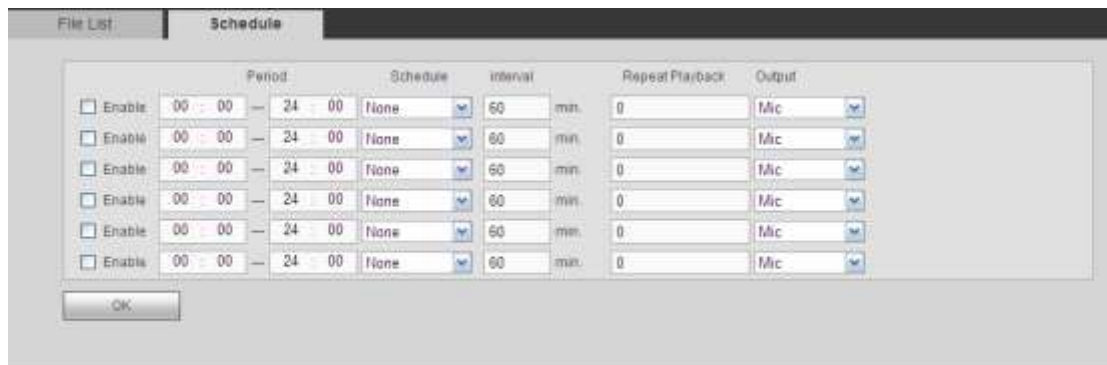 File List Schedule
Period Schedule interval Repeat Playback Output
Enable 00 : 00 — 24 : 00 None 60 min. 0 Mic
Enable 00 : 00 — 24 : 00 None 60 min. 0 Mic
Enable 00 : 00 — 24 : 00 None 60 min. 0 Mic
Enable 00 : 00 — 24 : 00 None 60 min. 0 Mic
Enable 00 : 00 — 24 : 00 None 60 min. 0 Mic
Enable 00 : 00 — 24 : 00 None 60 min. 0 Mic
OK